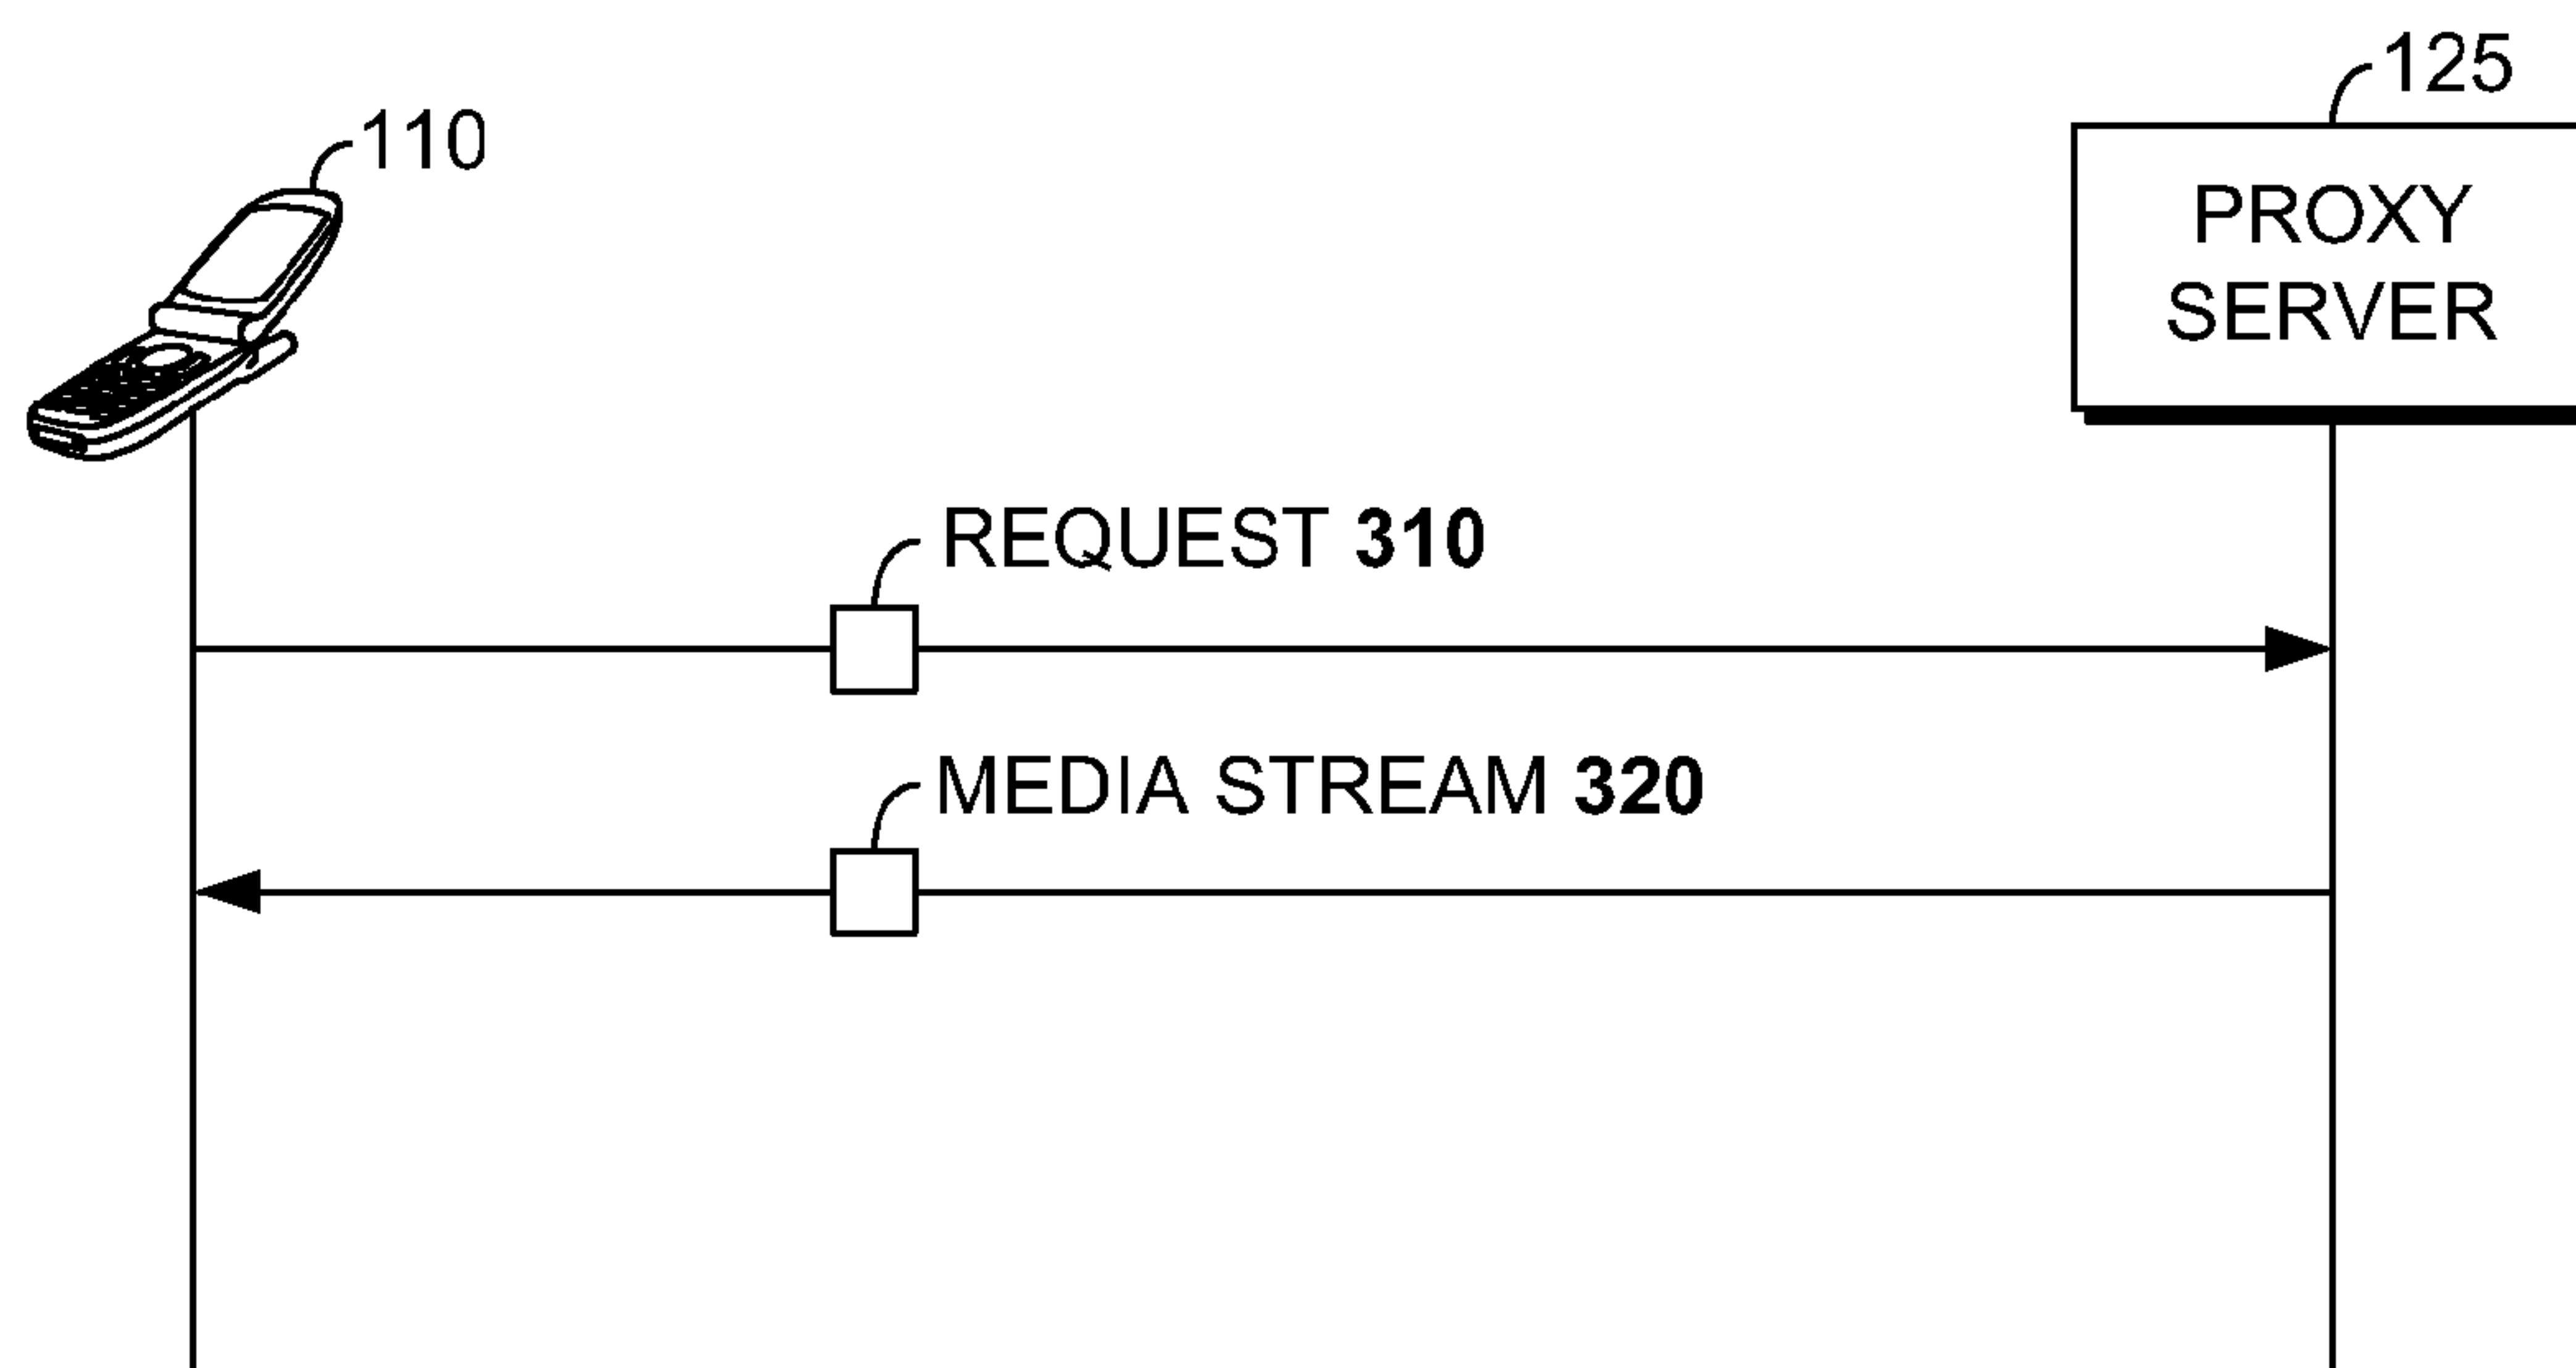 110
125
PROXY
SERVER
REQUEST 310
MEDIA STREAM 320